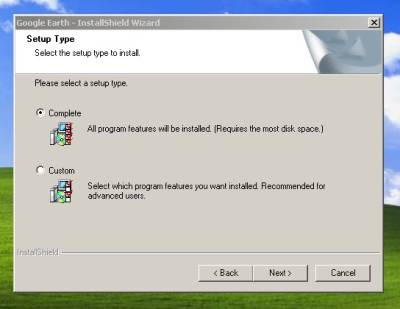 Google Earth - InstallShield Wizard
Setup Type
Select the setup type to install.
Please select a setup type.
Complete
All program features will be installed. (Requires the most disk space.)
Custom
Select which program features you want installed. Recommended for
advanced users.
InstallShield
< Back
Next >
Cancel